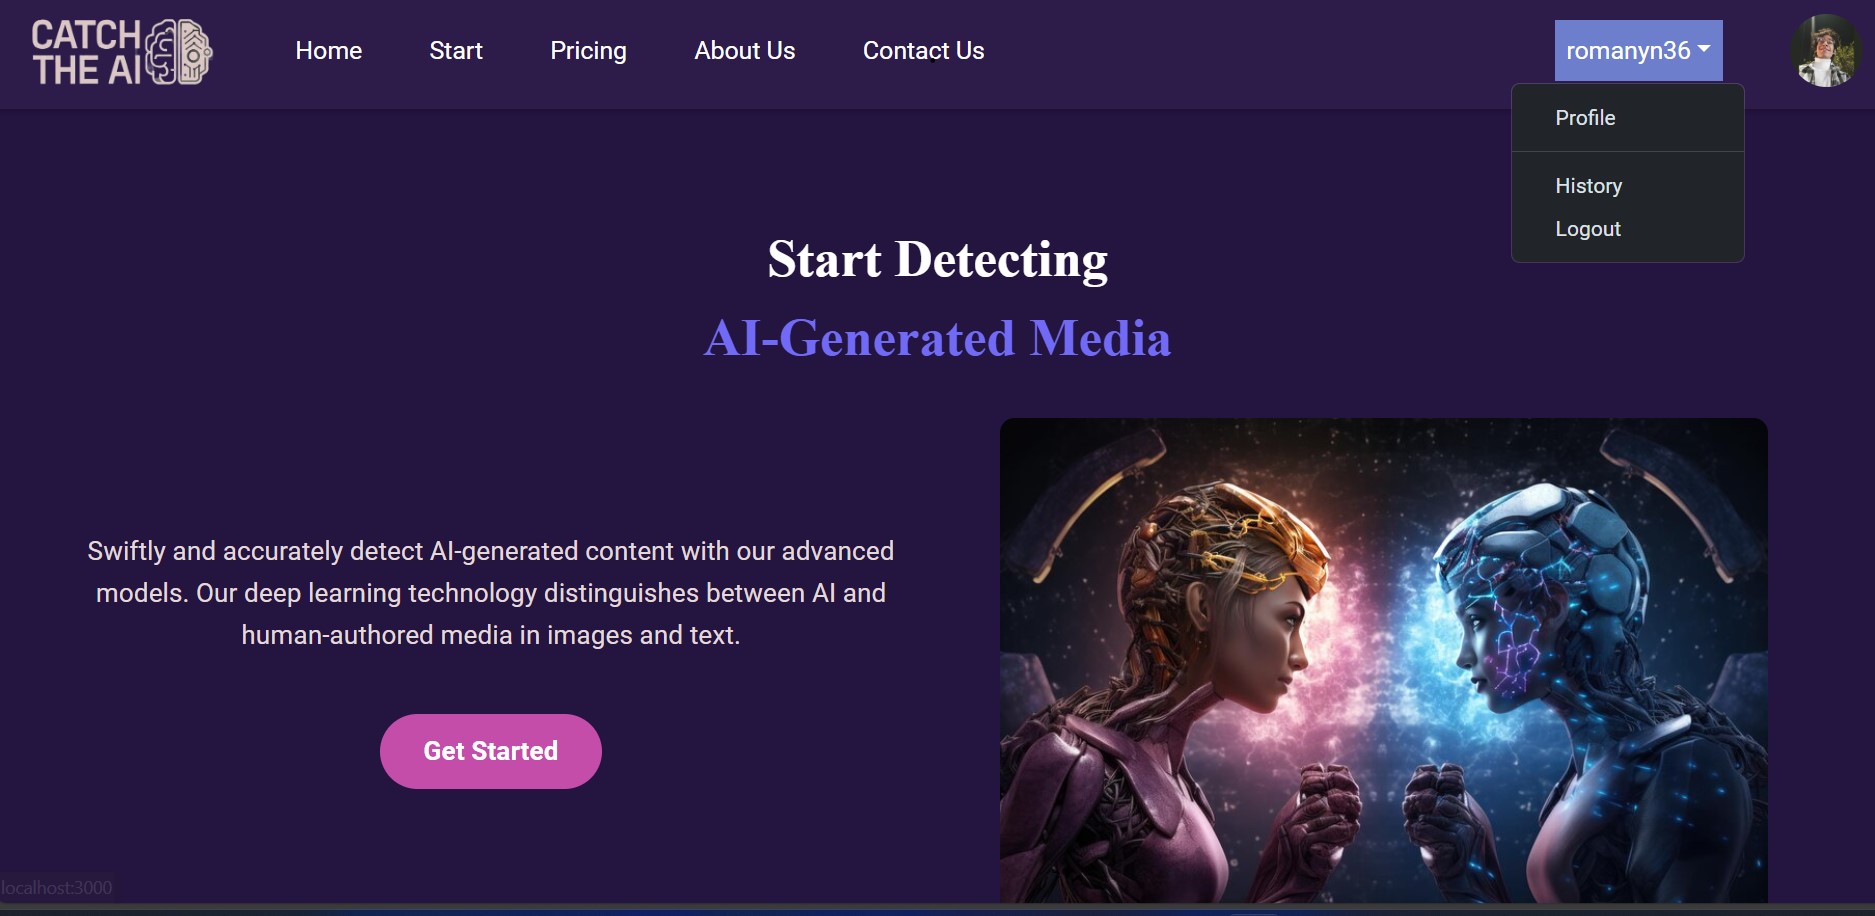 CATCH
THE AI
Home
Start
Pricing
About Us
Contact Us
romanyn36
Profile
History
Logout
Start Detecting
AI-Generated Media
Swiftly and accurately detect AI-generated content with our advanced
models. Our deep learning technology distinguishes between AI and
human-authored media in images and text.
Get Started
localhost:3000